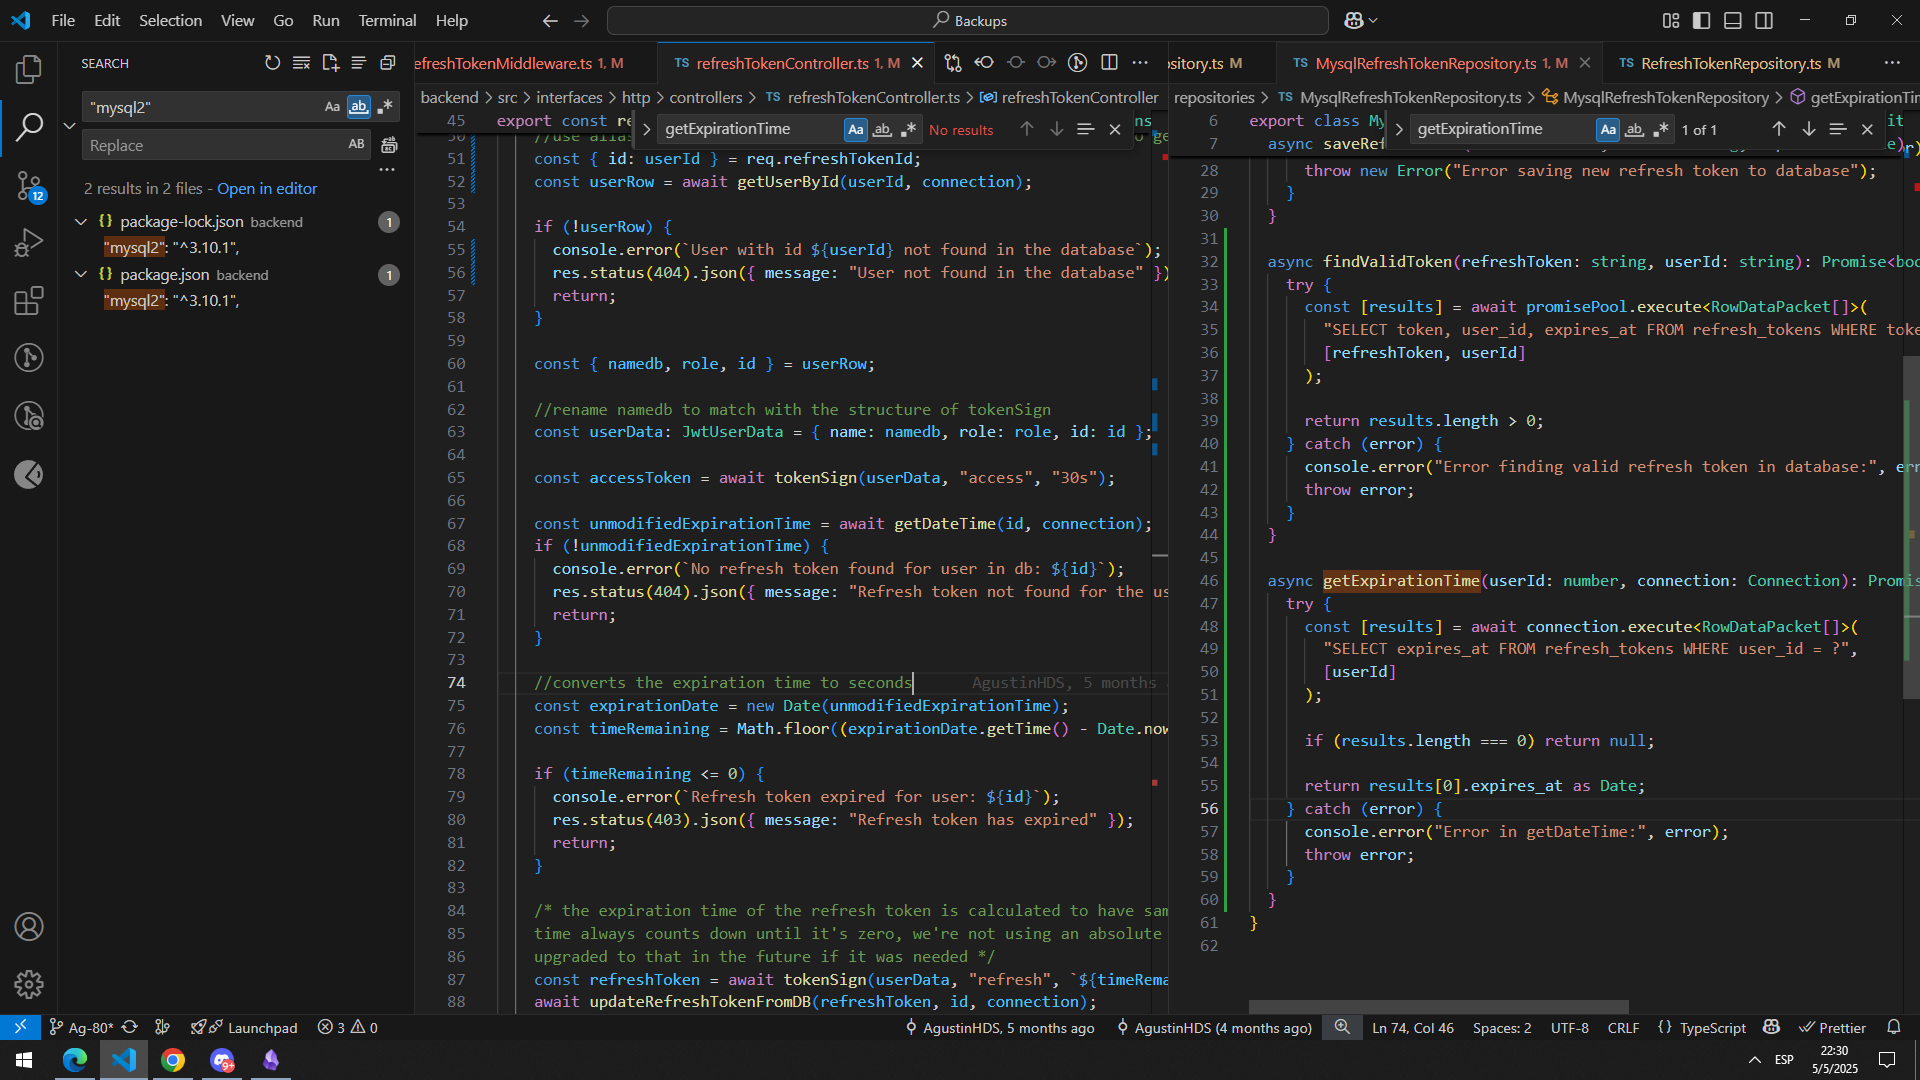 File Edit Selection View Go Run Terminal Help
Backups
SEARCH
"mysql2"
Aa ab
Replace
AB
2 results in 2 files - Open in editor
package-lock.json backend 1
"mysql2": "^3.10.1",
package.json backend 1
"mysql2": "^3.10.1",
12
efreshTokenMiddleware.ts 1, M
TS refreshTokenController.ts 1, M
backend > src > interfaces > http > controllers > TS refreshTokenController.ts > refreshTokenController
getExpirationTime
Aa ab
No results
45 export const re
51 const { id: userId } = req.refreshTokenId;
52 const userRow = await getUserById(userId, connection);
53
54 if (!userRow) {
55 console.error(`User with id ${userId} not found in the database`);
56 res.status(404).json({ message: "User not found in the database" })
57 return;
58 }
59
60 const { namedb, role, id } = userRow;
61
62 //rename namedb to match with the structure of tokenSign
63 const userData: JwtUserData = { name: namedb, role: role, id: id };
64
65 const accessToken = await tokenSign(userData, "access", "30s");
66
67 const unmodifiedExpirationTime = await getDateTime(id, connection);
68 if (!unmodifiedExpirationTime) {
69 console.error(`No refresh token found for user in db: ${id}`);
70 res.status(404).json({ message: "Refresh token not found for the us
71 return;
72 }
73
74 //converts the expiration time to seconds AgustinHDS, 5 months
75 const expirationDate = new Date(unmodifiedExpirationTime);
76 const timeRemaining = Math.floor((expirationDate.getTime() - Date.now
77
78 if (timeRemaining <= 0) {
79 console.error(`Refresh token expired for user: ${id}`);
80 res.status(403).json({ message: "Refresh token has expired" });
81 return;
82 }
83
84 /* the expiration time of the refresh token is calculated to have sam
85 time always counts down until it's zero, we're not using an absolute
86 upgraded to that in the future if it was needed */
87 const refreshToken = await tokenSign(userData, "refresh", `${timeRema
88 await updateRefreshTokenFromDB(refreshToken, id, connection);
sitory.ts M
TS MysqlRefreshTokenRepository.ts 1, M
TS RefreshTokenRepository.ts M
repositories > TS MysqlRefreshTokenRepository.ts > MysqlRefreshTokenRepository > getExpirationTim
getExpirationTime
Aa ab
1 of 1
6 export class My
7 async saveRef
28 throw new Error("Error saving new refresh token to database");
29 }
30 }
31
32 async findValidToken(refreshToken: string, userId: string): Promise<boo
33 try {
34 const [results] = await promisePool.execute<RowDataPacket[]>(
35 "SELECT token, user_id, expires_at FROM refresh_tokens WHERE toke
36 [refreshToken, userId]
37 );
38
39 return results.length > 0;
40 } catch (error) {
41 console.error("Error finding valid refresh token in database:", err
42 throw error;
43 }
44 }
45
46 async getExpirationTime(userId: number, connection: Connection): Promis
47 try {
48 const [results] = await connection.execute<RowDataPacket[]>(
49 "SELECT expires_at FROM refresh_tokens WHERE user_id = ?",
50 [userId]
51 );
52
53 if (results.length === 0) return null;
54
55 return results[0].expires_at as Date;
56 } catch (error) {
57 console.error("Error in getDateTime:", error);
58 throw error;
59 }
60 }
61 }
62
Ag-80* Launchpad 3 0
AgustinHDS, 5 months ago AgustinHDS (4 months ago) Ln 74, Col 46 Spaces: 2 UTF-8 CRLF {} TypeScript Prettier
9+
ESP
22:30
5/5/2025